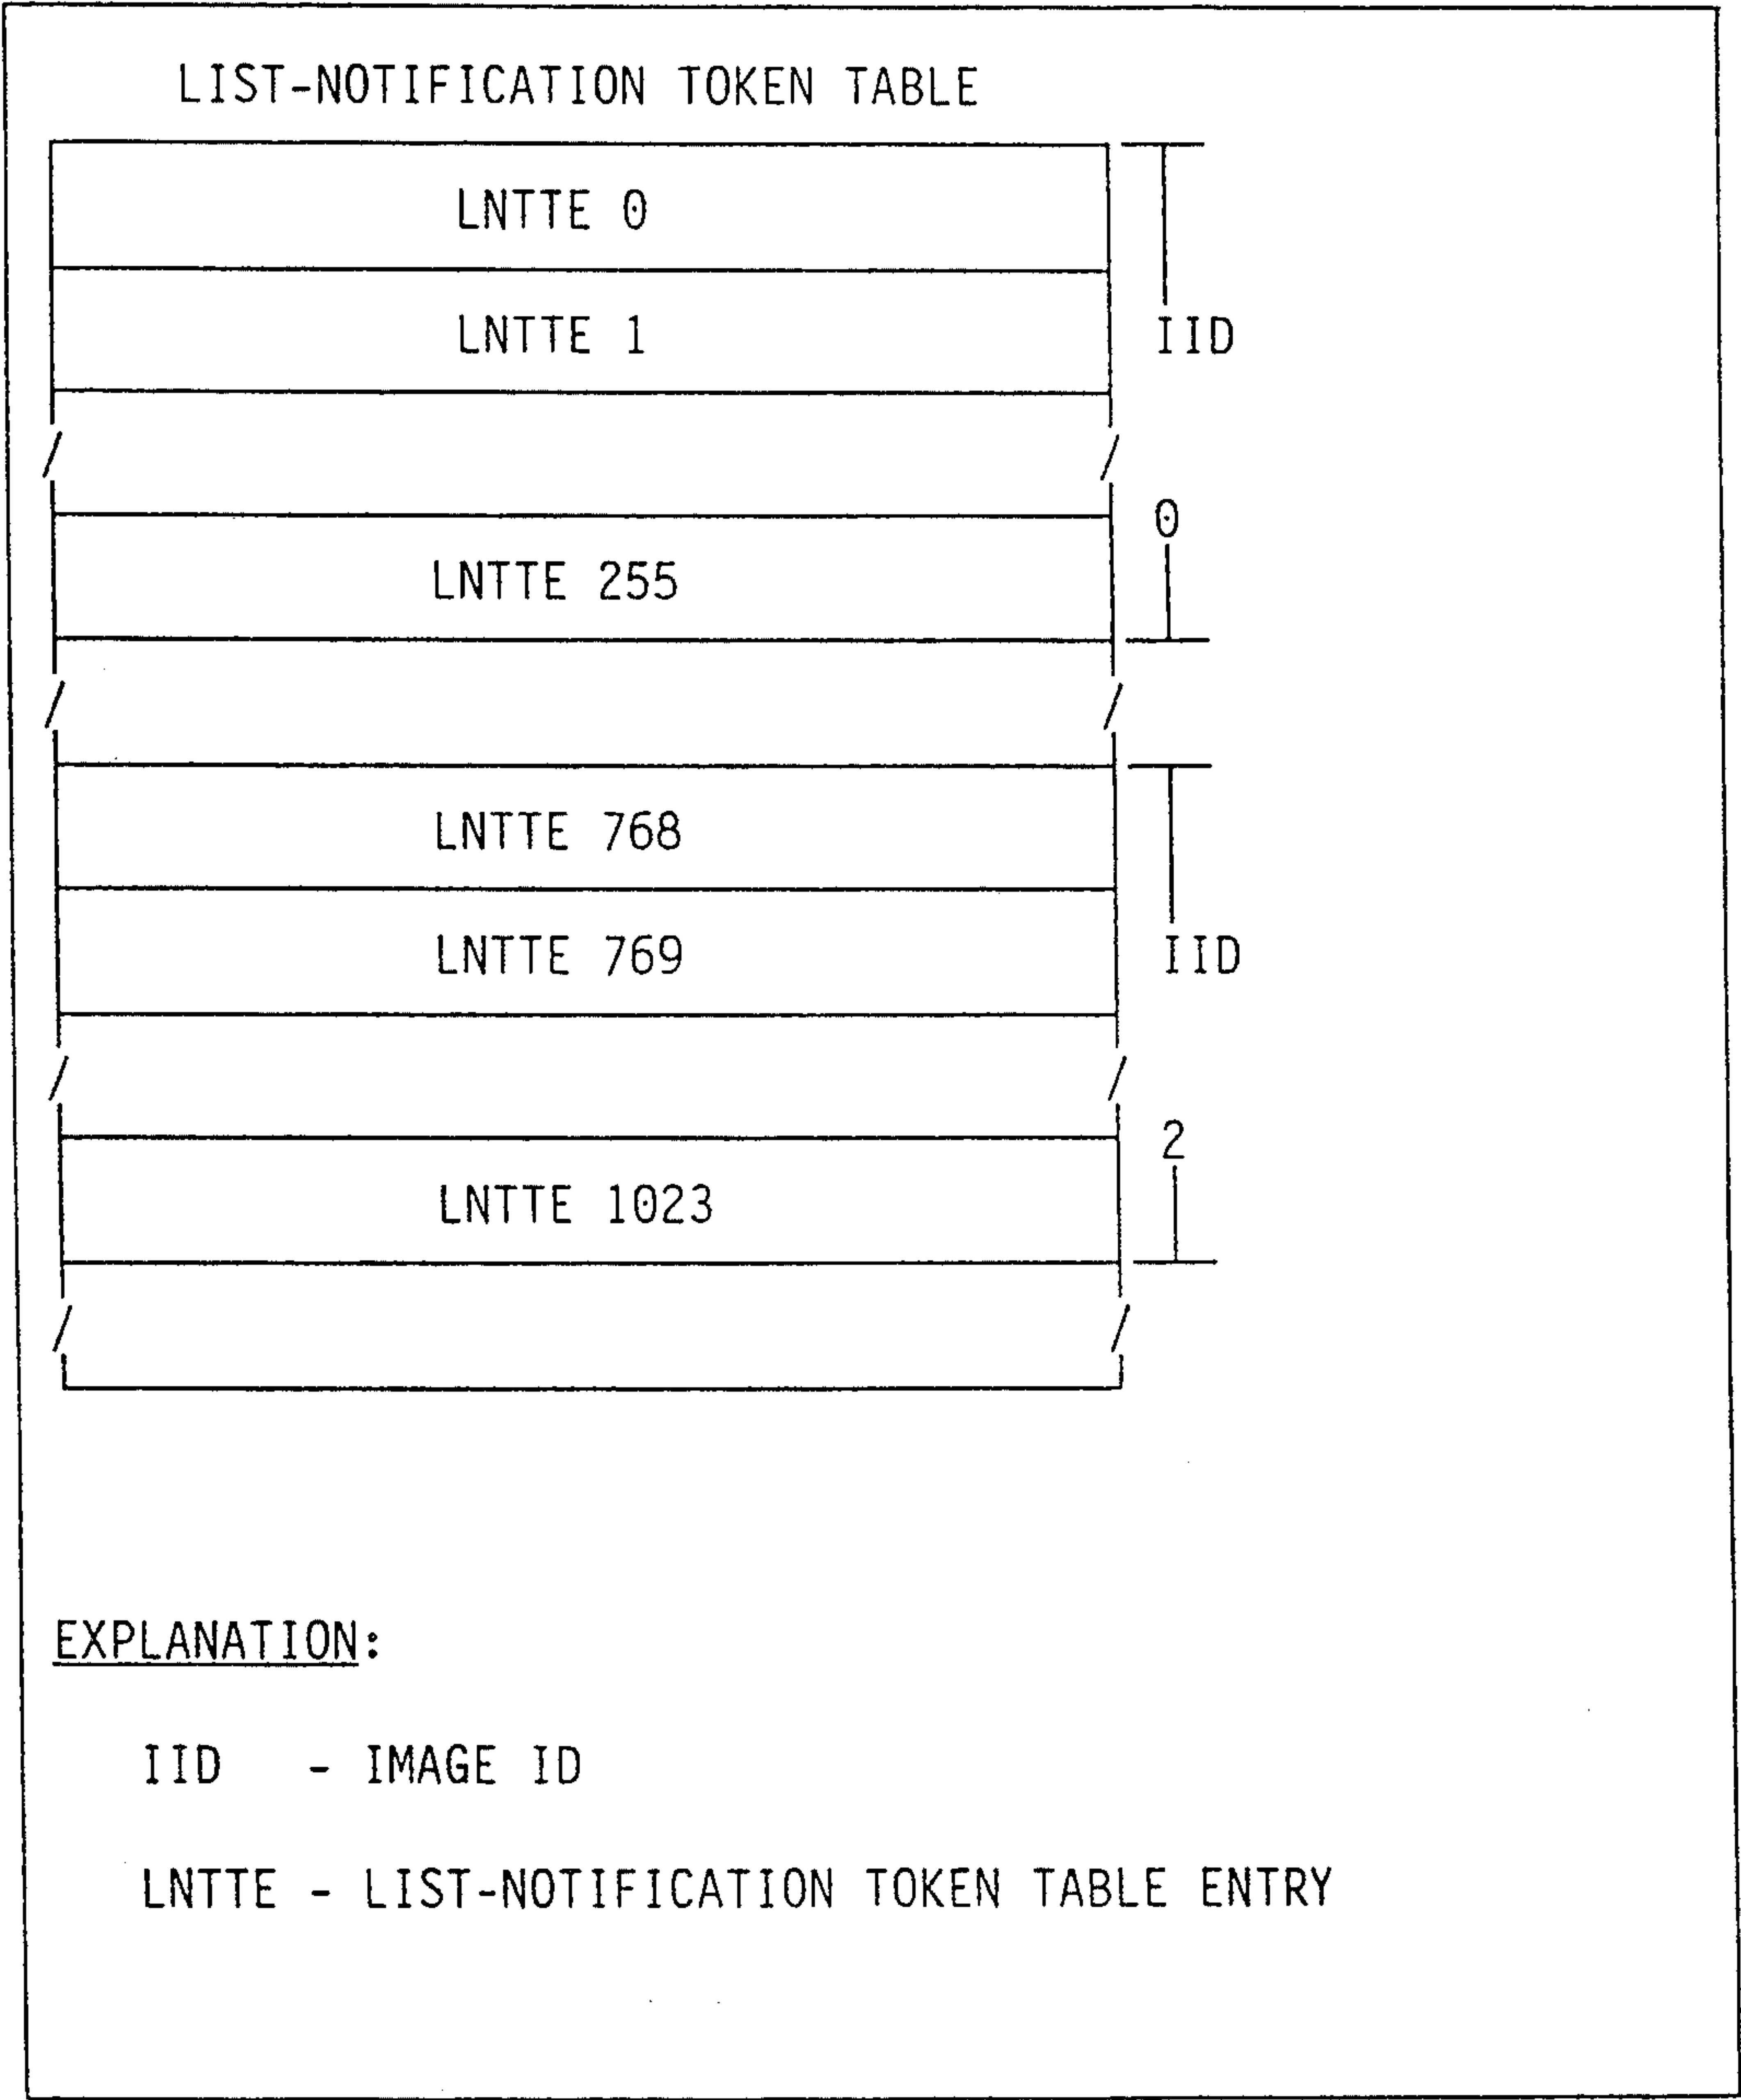 LIST-NOTIFICATION TOKEN TABLE
LNTTE 0
LNTTE 1
IID
0
LNTTE 255
LNTTE 768
LNTTE 769
IID
2
LNTTE 1023
EXPLANATION:
IID - IMAGE ID
LNTTE - LIST-NOTIFICATION TOKEN TABLE ENTRY